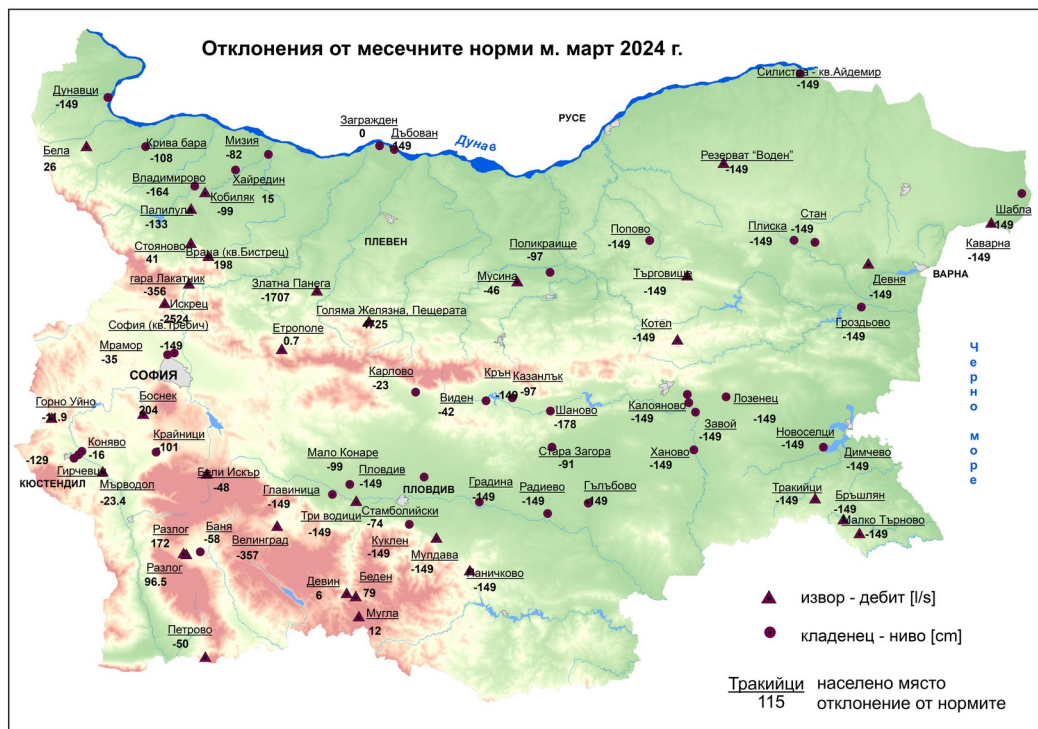 Отклонения от месечните норми м. март 2024 г.
Силистра - кв.Айдемир
-149
Дунавци
-149
Загражден
0
Дъбован
149
Дунав
РУСЕ
Бела
26
Крива бара
-108
Мизия
-82
Хайредин
15
Владимирово
-164
Кобиляк
-99
Палилула
-133
Резерват "Воден"
-149
Шабла
149
Каварна
-149
Стояново
41
Враца (кв.Бистрец)
198
ПЛЕВЕН
Поликраище
-97
Попово
-149
Плиска
-149
Стан
-149
ВАРНА
гара Лакатник
-356
Искрец
-2524
Златна Панега
-1707
Мусина
-46
Търговище
-149
Девня
-149
Голяма Желязна, Пещерата
София (кв.Требич)
-149
Мрамор
-35
Етрополе
0.7
Котел
-149
Гроздьово
-149
СОФИЯ
Карлово
-23
Крън
-149
Казанлък
-97
Виден
-42
Шаново
-178
Калояново
-149
Лозенец
-149
Завой
-149
Черно море
Горно Уйно
Боснек
204
Коняво
-16
Крайници
-101
-129
Гирчевци
КЮСТЕНДИЛ
Мърводол
-23.4
Бели Искър
-48
Мало Конаре
-99
Пловдив
-149
ПЛОВДИВ
Стара Загора
-91
Ханово
-149
Новоселци
-149
Димчево
-149
Главиница
-149
Три водици
-149
Стамболийски
-74
Градина
-149
Радиево
-149
Гълъбово
149
Тракийци
-149
Бръшлян
-149
Малко Търново
-149
Разлог
172
Баня
-58
Велинград
-357
Куклен
-149
Мулдава
-149
Паничково
-149
Разлог
96.5
Девин
6
Беден
79
Мугла
12
Петрово
-50
извор - дебит [l/s]
кладенец - ниво [cm]
Тракийци населено място
115 отклонение от нормите